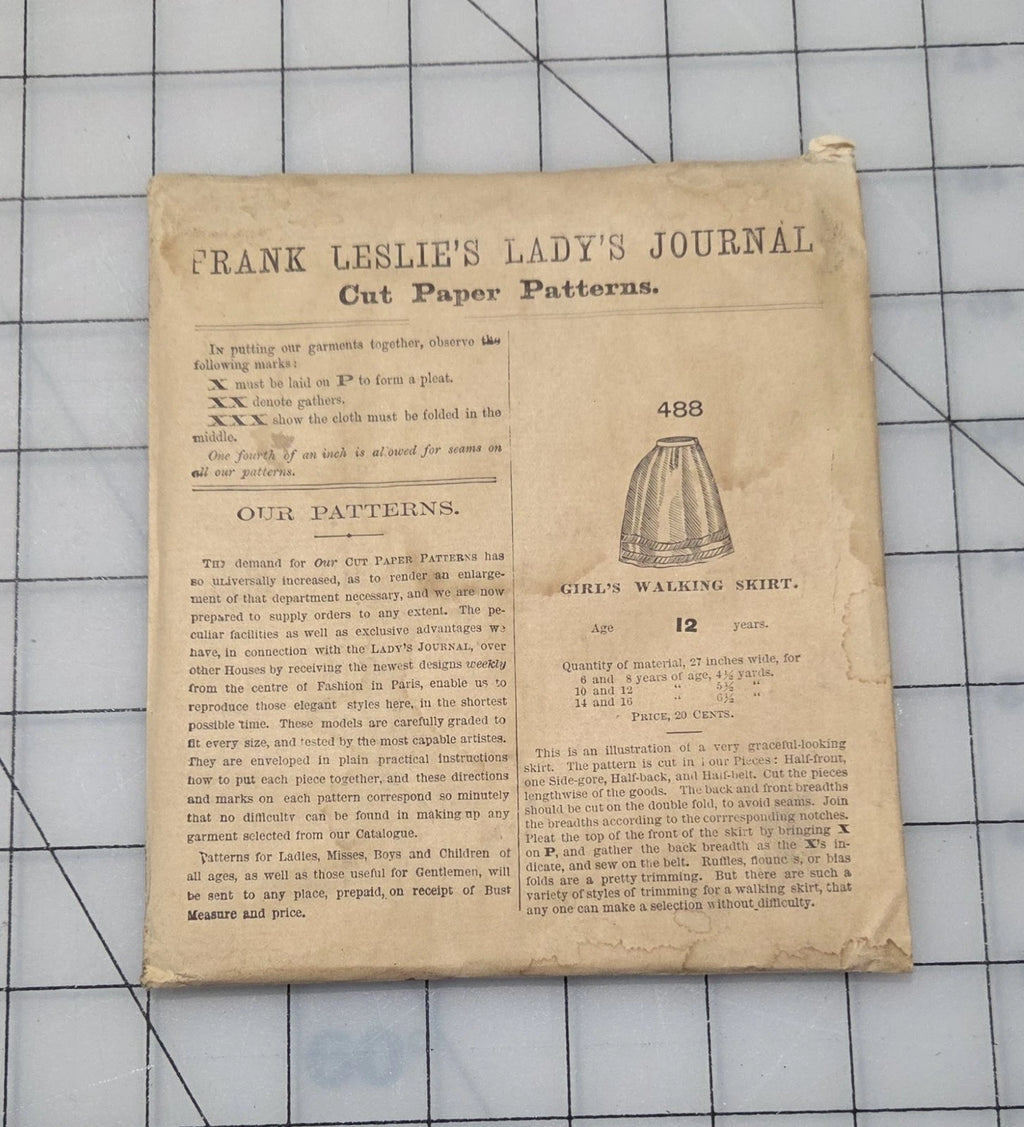 FRANK LESLIE'S LADY'S JOURNAL
Cut Paper Patterns.
In putting our garments together, observe the
following marks:
X must be laid on P to form a pleat.
XX denote gathers.
XXX show the cloth must be folded in the
middle.
One fourth of an inch is al'owed for seams on
all our patterns.
OUR PATTERNS.
The demand for Our Cut Paper Patterns has
so universally increased, as to render an enlarge-
ment of that department necessary, and we are now
prepared to supply orders to any extent. The pe-
culiar facilities as well as exclusive advantages we
have, in connection with the Lady's Journal, over
other Houses by receiving the newest designs weekly
from the centre of Fashion in Paris, enable us to
reproduce those elegant styles here, in the shortest
possible time. These models are carefully graded to
fit every size, and tested by the most capable artistes.
They are enveloped in plain practical instructions
how to put each piece together, and these directions
and marks on each pattern correspond so minutely
that no difficulty can be found in making up any
garment selected from our Catalogue.
Patterns for Ladies, Misses, Boys and Children of
all ages, as well as those useful for Gentlemen, will
be sent to any place, prepaid, on receipt of Bust
Measure and price.
488
GIRL'S WALKING SKIRT.
Age 12 years.
Quantity of material, 27 inches wide, for
6 and 8 years of age, 4½ yards.
10 and 12 " 5½ "
14 and 16 " 6½ "
Price, 20 Cents.
This is an illustration of a very graceful-looking
skirt. The pattern is cut in four Pieces: Half-front,
one Side-gore, Half-back, and Half-belt. Cut the pieces
lengthwise of the goods. The back and front breadths
should be cut on the double fold, to avoid seams. Join
the breadths according to the corrresponding notches.
Pleat the top of the front of the skirt by bringing X
on P, and gather the back breadth as the X's in-
dicate, and sew on the belt. Ruffles, flounc s, or bias
folds are a pretty trimming. But there are such a
variety of styles of trimming for a walking skirt, that
any one can make a selection without difficulty.